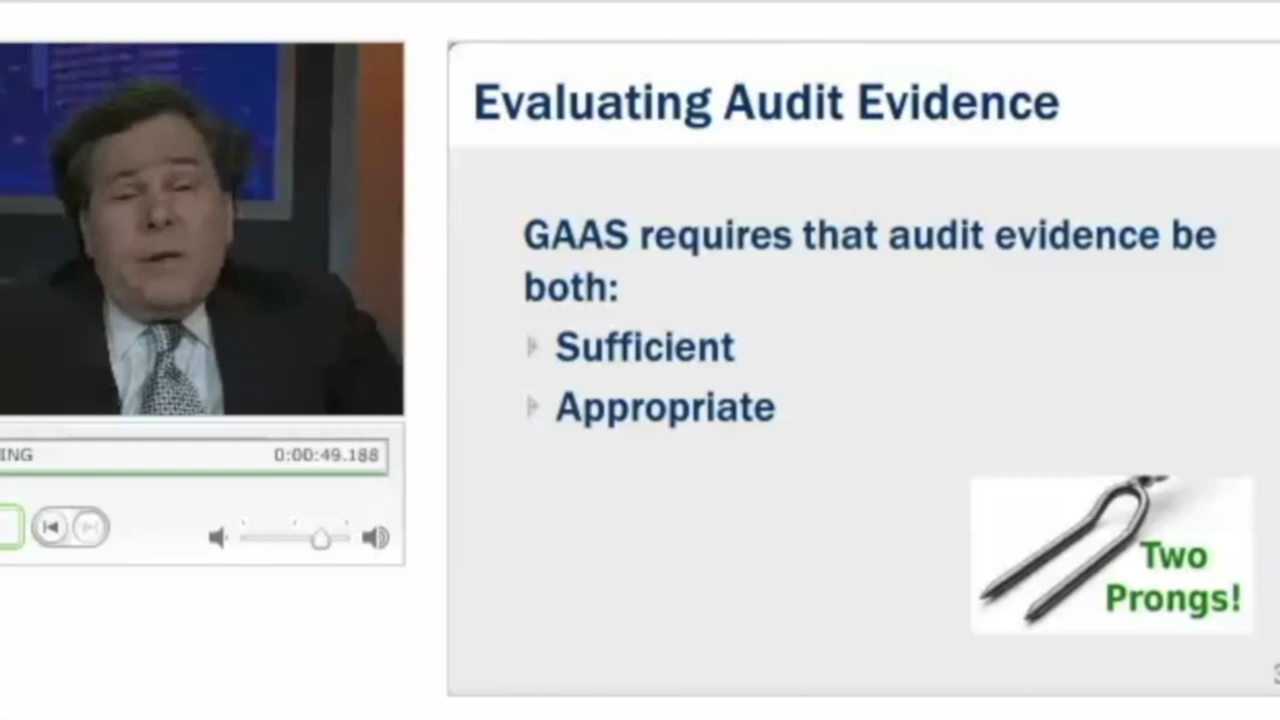 Evaluating Audit Evidence
GAAS requires that audit evidence be
both:
Sufficient
Appropriate
Two
Prongs!
ING 0:00:49.188